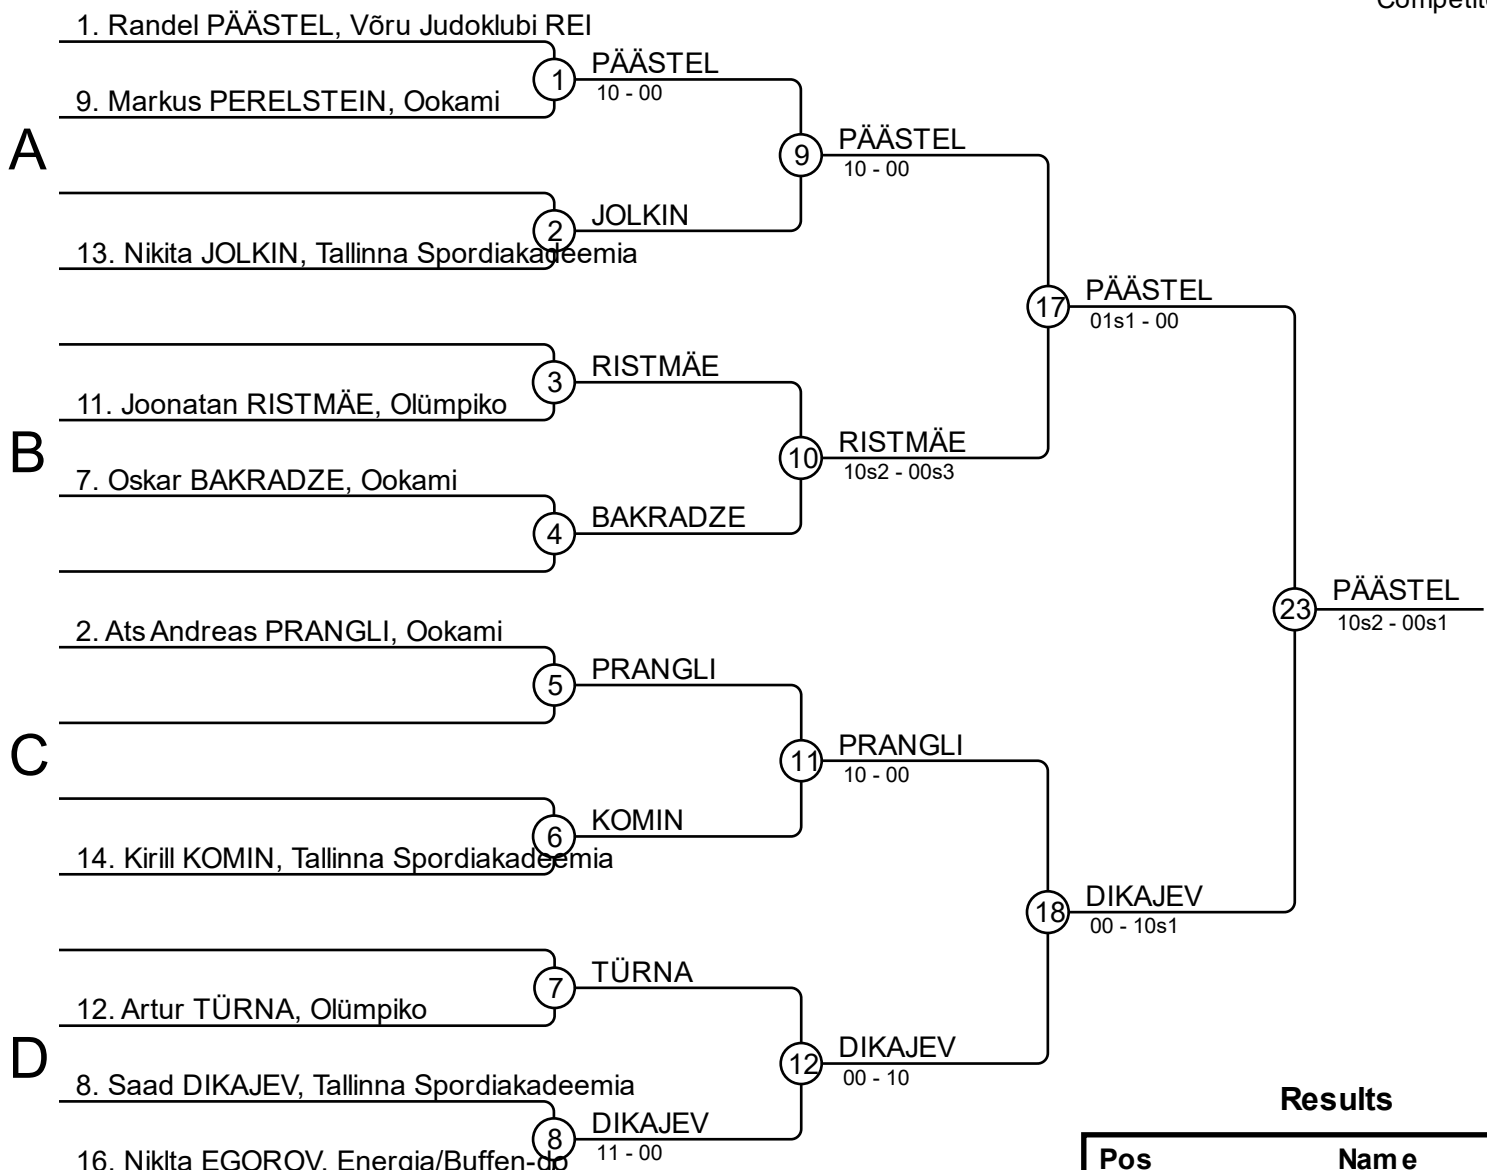 Competito
1. Randel PÄÄSTEL, Võru Judoklubi REI
1
PÄÄSTEL
10 - 00
9. Markus PERELSTEIN, Ookami
A
9
PÄÄSTEL
10 - 00
2
JOLKIN
13. Nikita JOLKIN, Tallinna Spordiakadeemia
17
PÄÄSTEL
01s1 - 00
3
RISTMÄE
11. Joonatan RISTMÄE, Olümpiko
B
10
RISTMÄE
10s2 - 00s3
7. Oskar BAKRADZE, Ookami
4
BAKRADZE
23
PÄÄSTEL
10s2 - 00s1
2. Ats Andreas PRANGLI, Ookami
5
PRANGLI
C
11
PRANGLI
10 - 00
6
KOMIN
14. Kirill KOMIN, Tallinna Spordiakadeemia
18
DIKAJEV
00 - 10s1
7
TÜRNA
12. Artur TÜRNA, Olümpiko
D
12
DIKAJEV
00 - 10
8. Saad DIKAJEV, Tallinna Spordiakadeemia
8
DIKAJEV
11 - 00
16. NikIta EGOROV, Energia/Buffen-do
Results
Pos Name